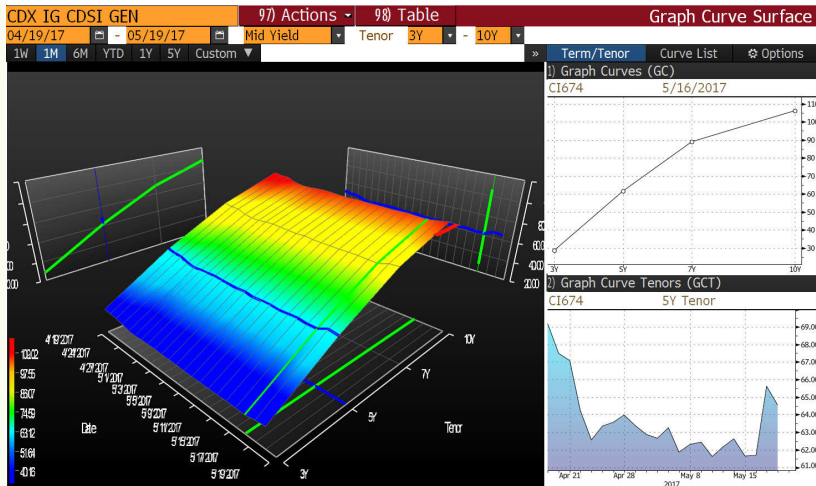 CDX IG CDSI GEN 97) Actions 98) Table Graph Curve Surface
04/19/17 - 05/19/17 Mid Yield Tenor 3Y - 10Y
1W 1M 6M YTD 1Y 5Y Custom ▼ » Term/Tenor Curve List Options
1) Graph Curves (GC)
CI674 5/16/2017
110
100
90
80
70
60
50
40
30
3Y 5Y 7Y 10Y
2) Graph Curve Tenors (GCT)
CI674 5Y Tenor
69.00
68.00
67.00
66.00
65.00
64.00
63.00
62.00
61.00
Apr 21 Apr 28 May 8 May 15
2017
4/24/2017
4/27/2017
5/1/2017
5/3/2017
5/5/2017
5/9/2017
5/11/2017
5/16/2017
5/17/2017
5/19/2017
Date
3Y
5Y
7Y
10Y
Tenor